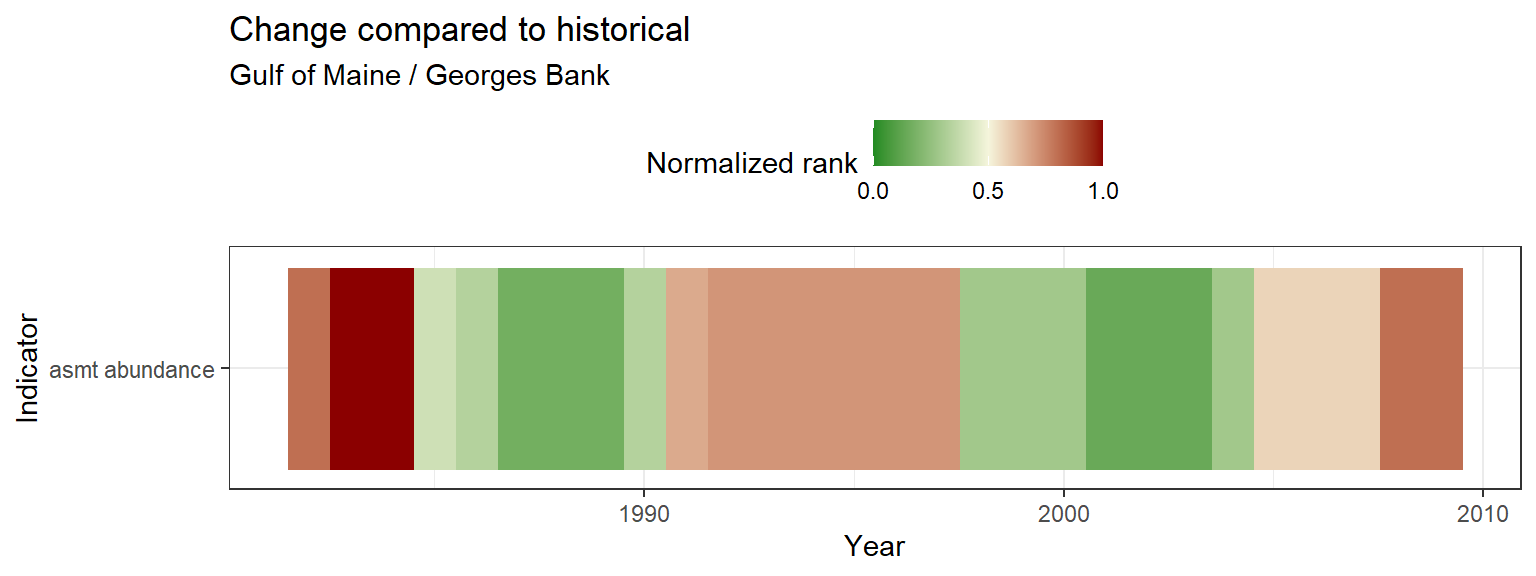 Change compared to historical
Gulf of Maine / Georges Bank
Normalized rank
0.0 0.5 1.0
Indicator
asmt abundance
1990 2000 2010
Year